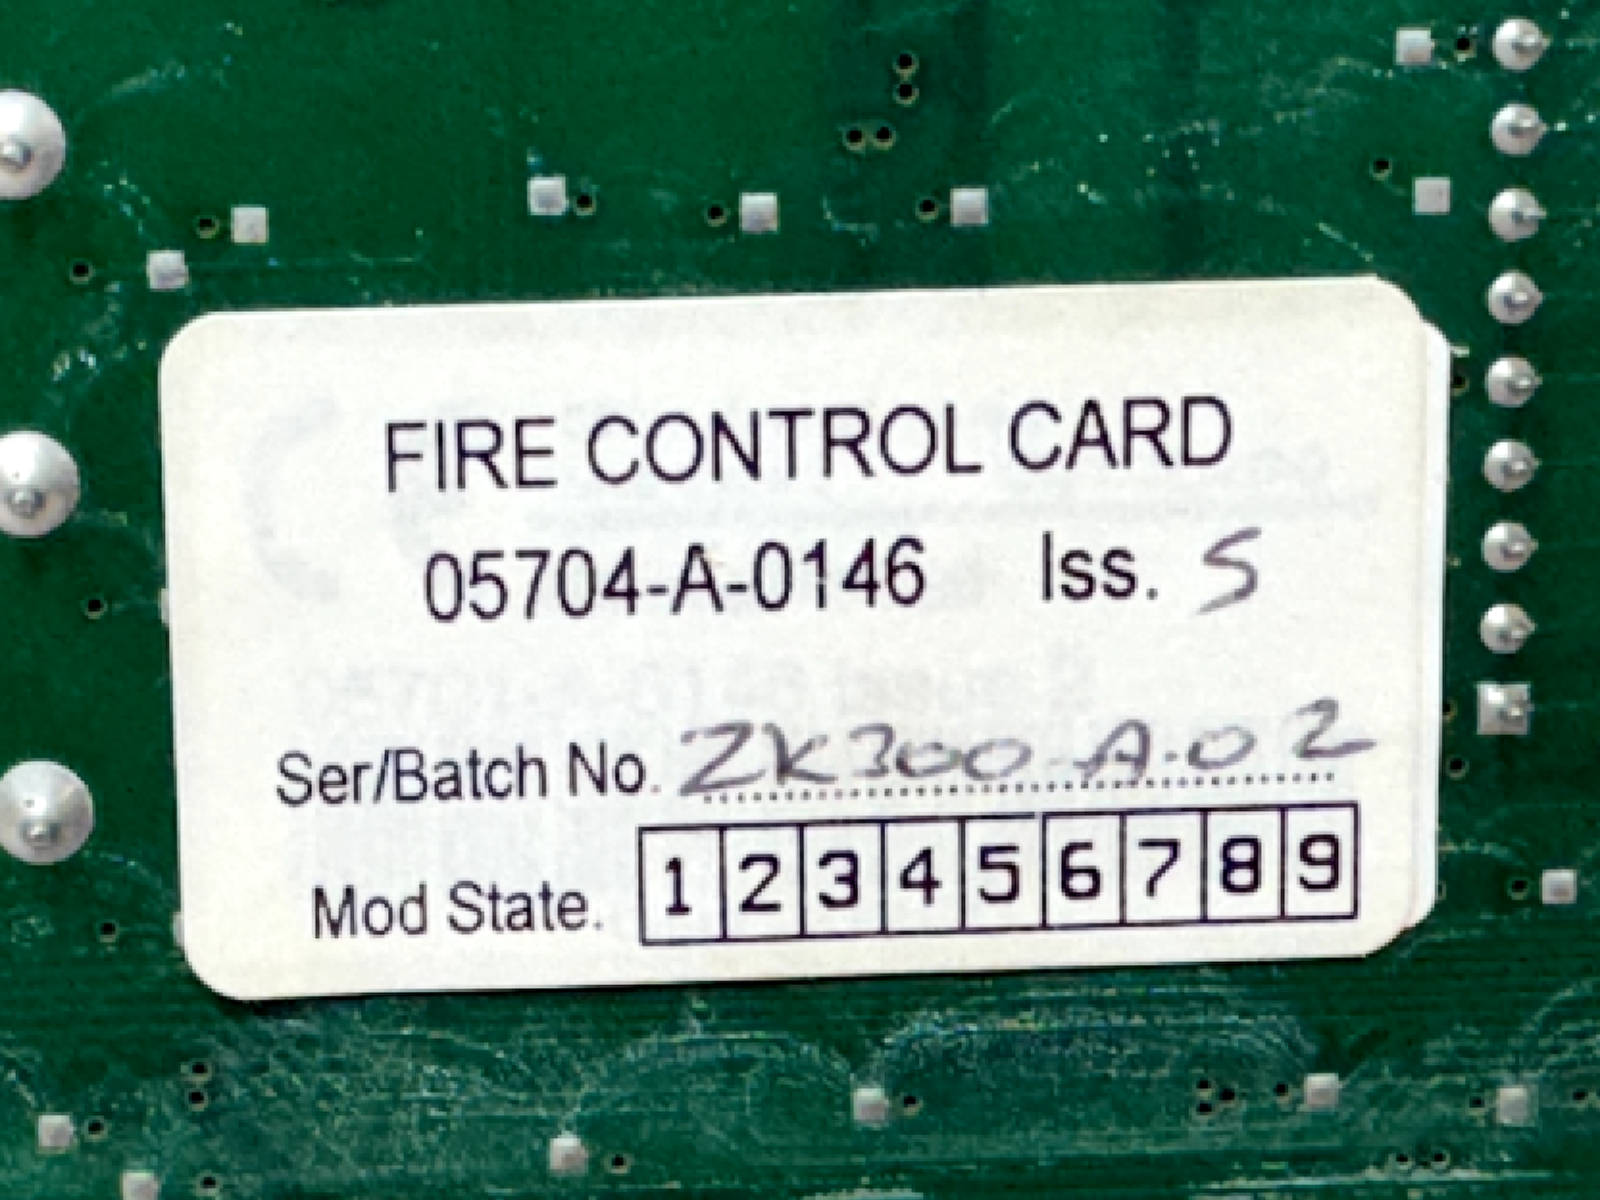 FIRE CONTROL CARD
05704-A-0146 Iss. 5
Ser/Batch No. ZK300-A-02
Mod State. 1 2 3 4 5 6 7 8 9